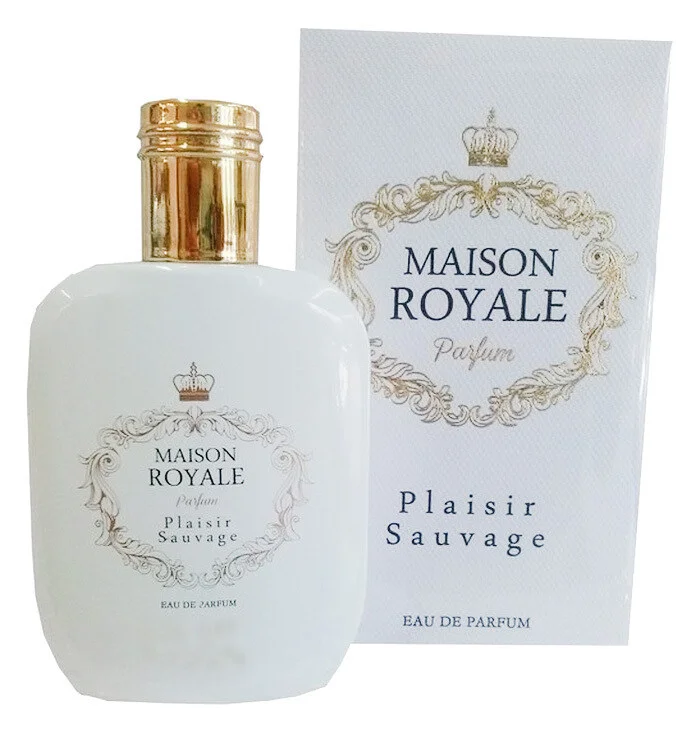 MAISON
ROYALE
Parfum
Plaisir
Sauvage
EAU DE PARFUM
MAISON
ROYALE
Parfum
Plaisir
Sauvage
EAU DE PARFUM